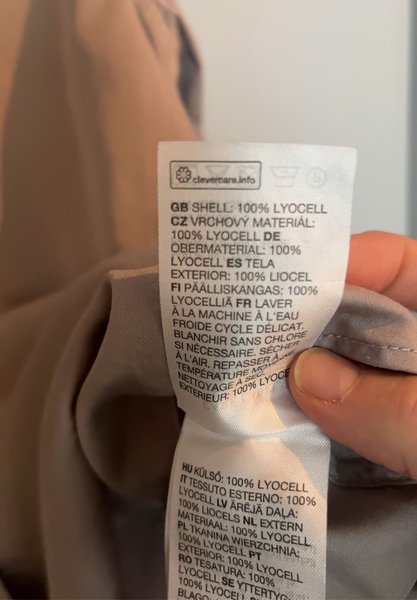 clevercare.info
GB SHELL: 100% LYOCELL
CZ VRCHOVÝ MATERIÁL:
100% LYOCELL DE
OBERMATERIAL: 100%
LYOCELL ES TELA
EXTERIOR: 100% LIOCEL
FI PÄÄLLISKANGAS: 100%
LYOCELLIÄ FR LAVER
À LA MACHINE À L'EAU
FROIDE CYCLE DÉLICAT.
BLANCHIR SANS CHLORE
SI NÉCESSAIRE. SÉCHER
À L'AIR. REPASSER À
TEMPÉRATURE
NETTOYAGE À SEC
EXTERIEUR: 100% LYOCELL
HU KÜLSŐ: 100% LYOCELL
IT TESSUTO ESTERNO: 100%
LYOCELL LV ĀRĒJĀ DAĻA:
100% LIOCELS NL EXTERN
MATERIAAL: 100% LYOCELL
PL TKANINA WIERZCHNIA:
100% LYOCELL PT
EXTERIOR: 100% LYOCELL
RO TESATURA: 100%
LYOCELL SE YTTERTYG: